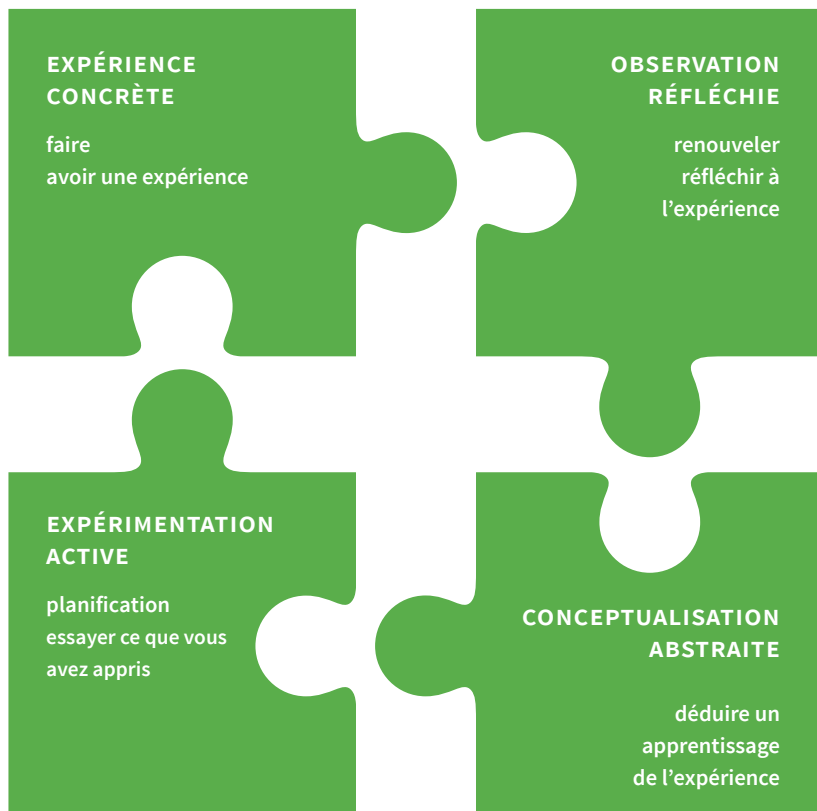 EXPÉRIENCE
CONCRÈTE
faire
avoir une expérience
OBSERVATION
RÉFLÉCHIE
renouveler
réfléchir à
l’expérience
EXPÉRIMENTATION
ACTIVE
planification
essayer ce que vous
avez appris
CONCEPTUALISATION
ABSTRAITE
déduire un
apprentissage
de l’expérience